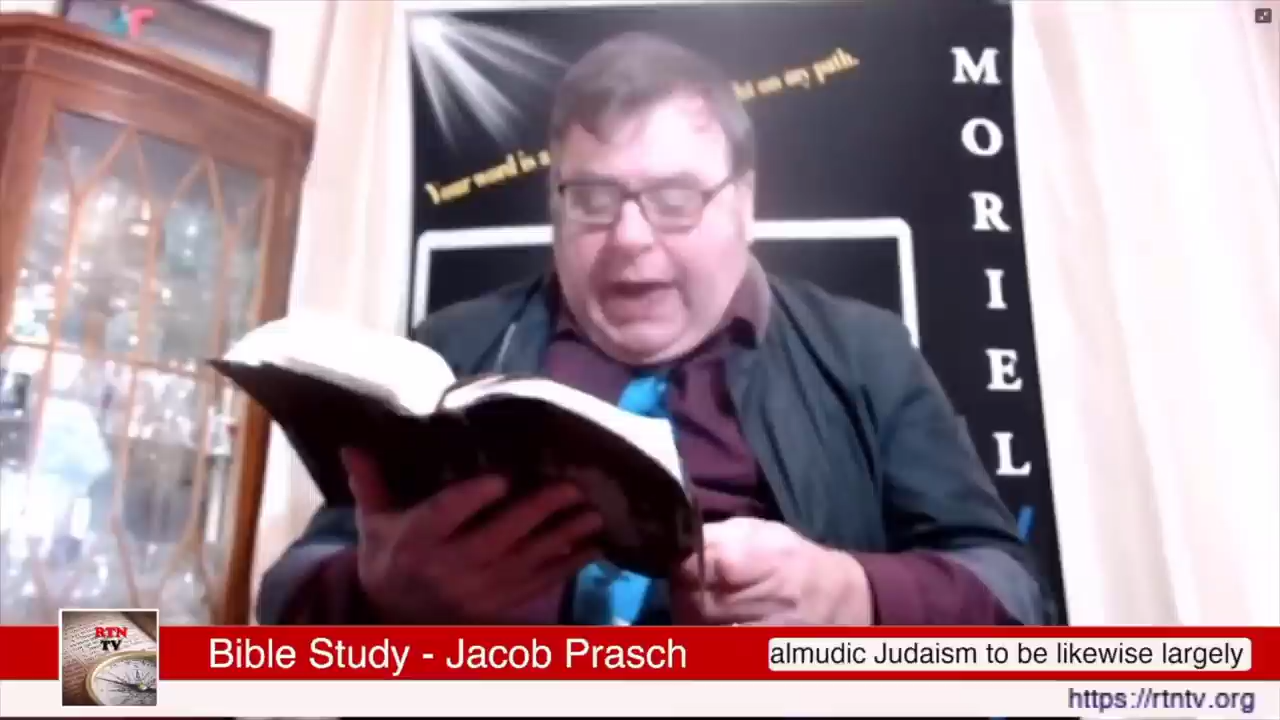 Your word is a
ht on my path.
MORIEL
RTN
TV
Bible Study - Jacob Prasch
almudic Judaism to be likewise largely
https://rtntv.org